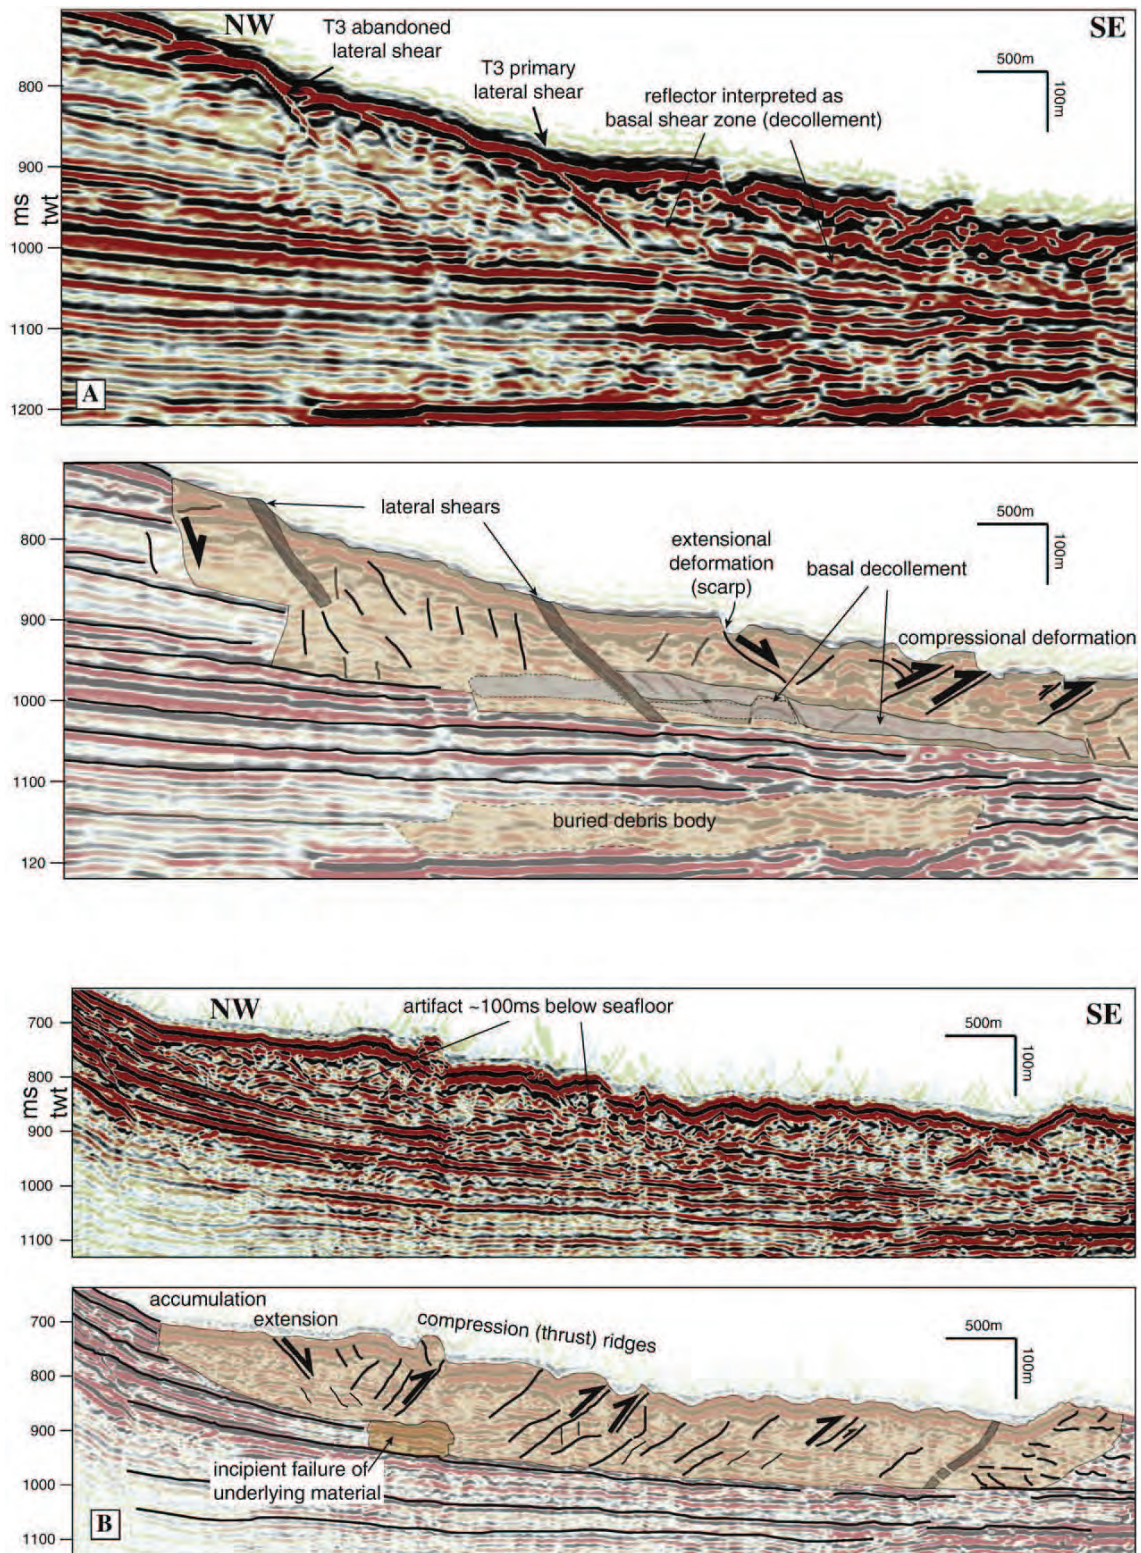 NW
SE
T3 abandoned
lateral shear
T3 primary
lateral shear
reflector interpreted as
basal shear zone (decollement)
500m
100m
800
900
ms
twt
1000
1100
1200
A
lateral shears
extensional
deformation
(scarp)
basal decollement
compressional deformation
500m
100m
800
900
1000
1100
120
buried debris body
NW
SE
artifact ~100ms below seafloor
500m
100m
700
800
ms
twt
900
1000
1100
accumulation
extension
compression (thrust) ridges
500m
100m
700
800
900
1000
1100
incipient failure of
underlying material
B